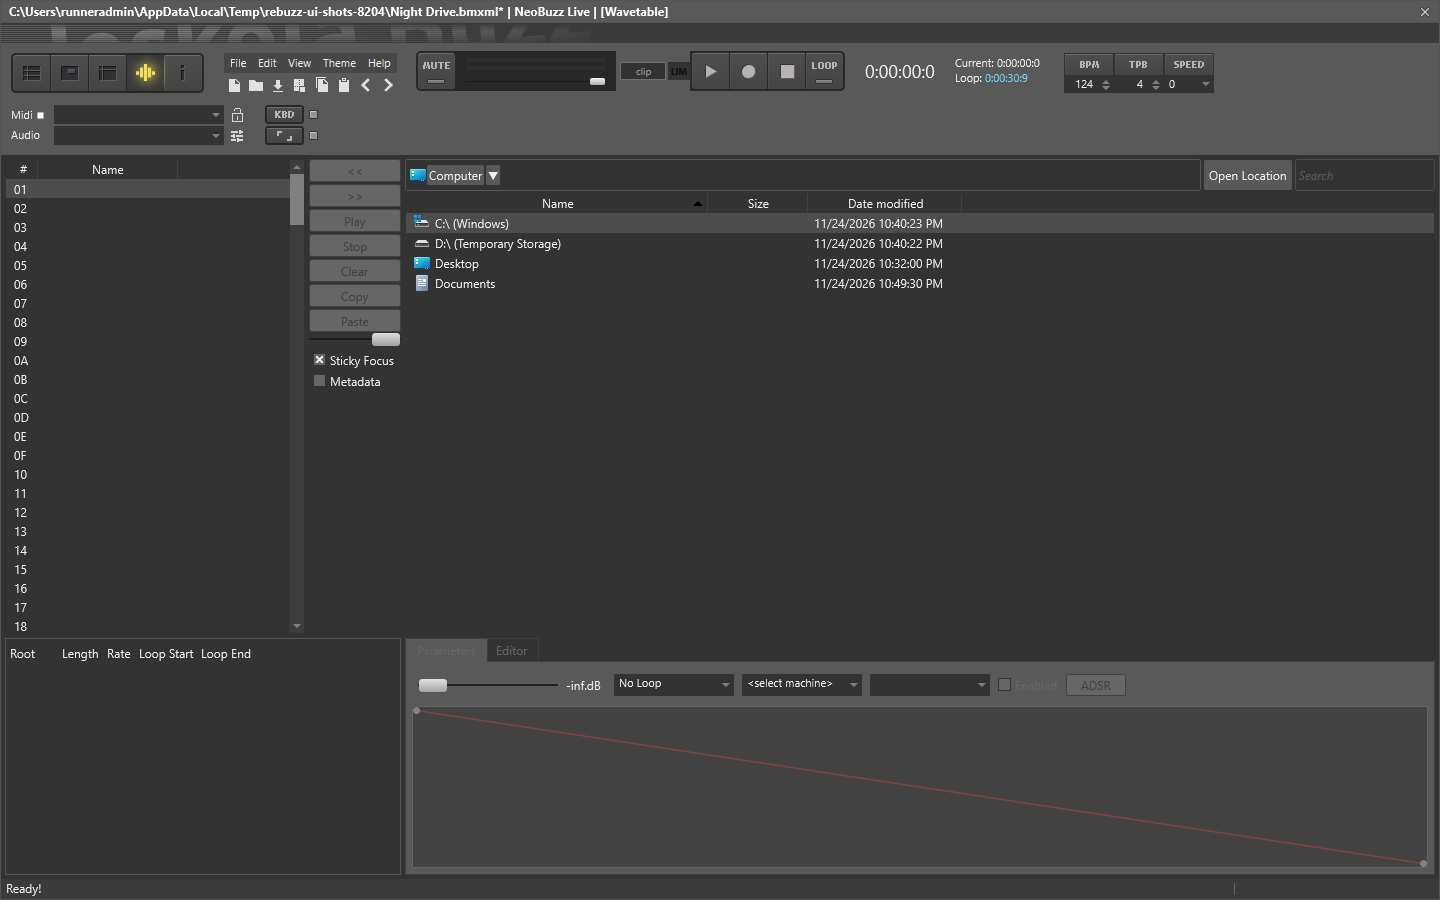 C:\Users\runneradmin\AppData\Local\Temp\rebuzz-ui-shots-8204\Night Drive.bmxml* | NeoBuzz Live | [Wavetable]
File Edit View Theme Help
MUTE
clip LIM
LOOP
0:00:00:0
Current: 0:00:00:0
Loop: 0:00:30:9
BPM TPB SPEED
124 4 0
Midi
KBD
Audio
# Name
01
02
03
04
05
06
07
08
09
0A
0B
0C
0D
0E
0F
10
11
12
13
14
15
16
17
18
<<
>>
Play
Stop
Clear
Copy
Paste
Sticky Focus
Metadata
Computer
Open Location
Search
Name Size Date modified
C:\ (Windows) 11/24/2026 10:40:23 PM
D:\ (Temporary Storage) 11/24/2026 10:40:22 PM
Desktop 11/24/2026 10:32:00 PM
Documents 11/24/2026 10:49:30 PM
Root Length Rate Loop Start Loop End
Parameters Editor
-inf.dB No Loop <select machine> Enabled ADSR
Ready!